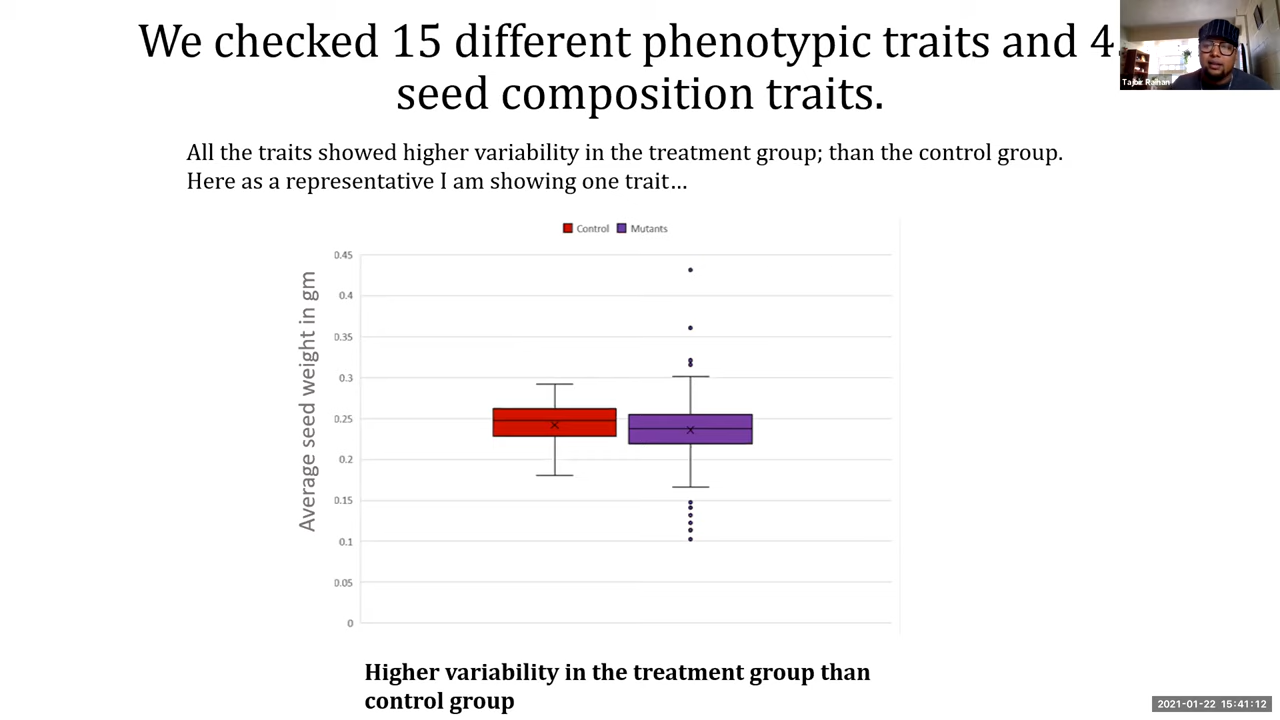 We checked 15 different phenotypic traits and 4
seed composition traits.
Tajbir Raihan
All the traits showed higher variability in the treatment group; than the control group.
Here as a representative I am showing one trait…
Control Mutants
Average seed weight in gm
0.45
0.4
0.35
0.3
0.25
0.2
0.15
0.1
0.05
0
Higher variability in the treatment group than
control group
2021-01-22 15:41:12